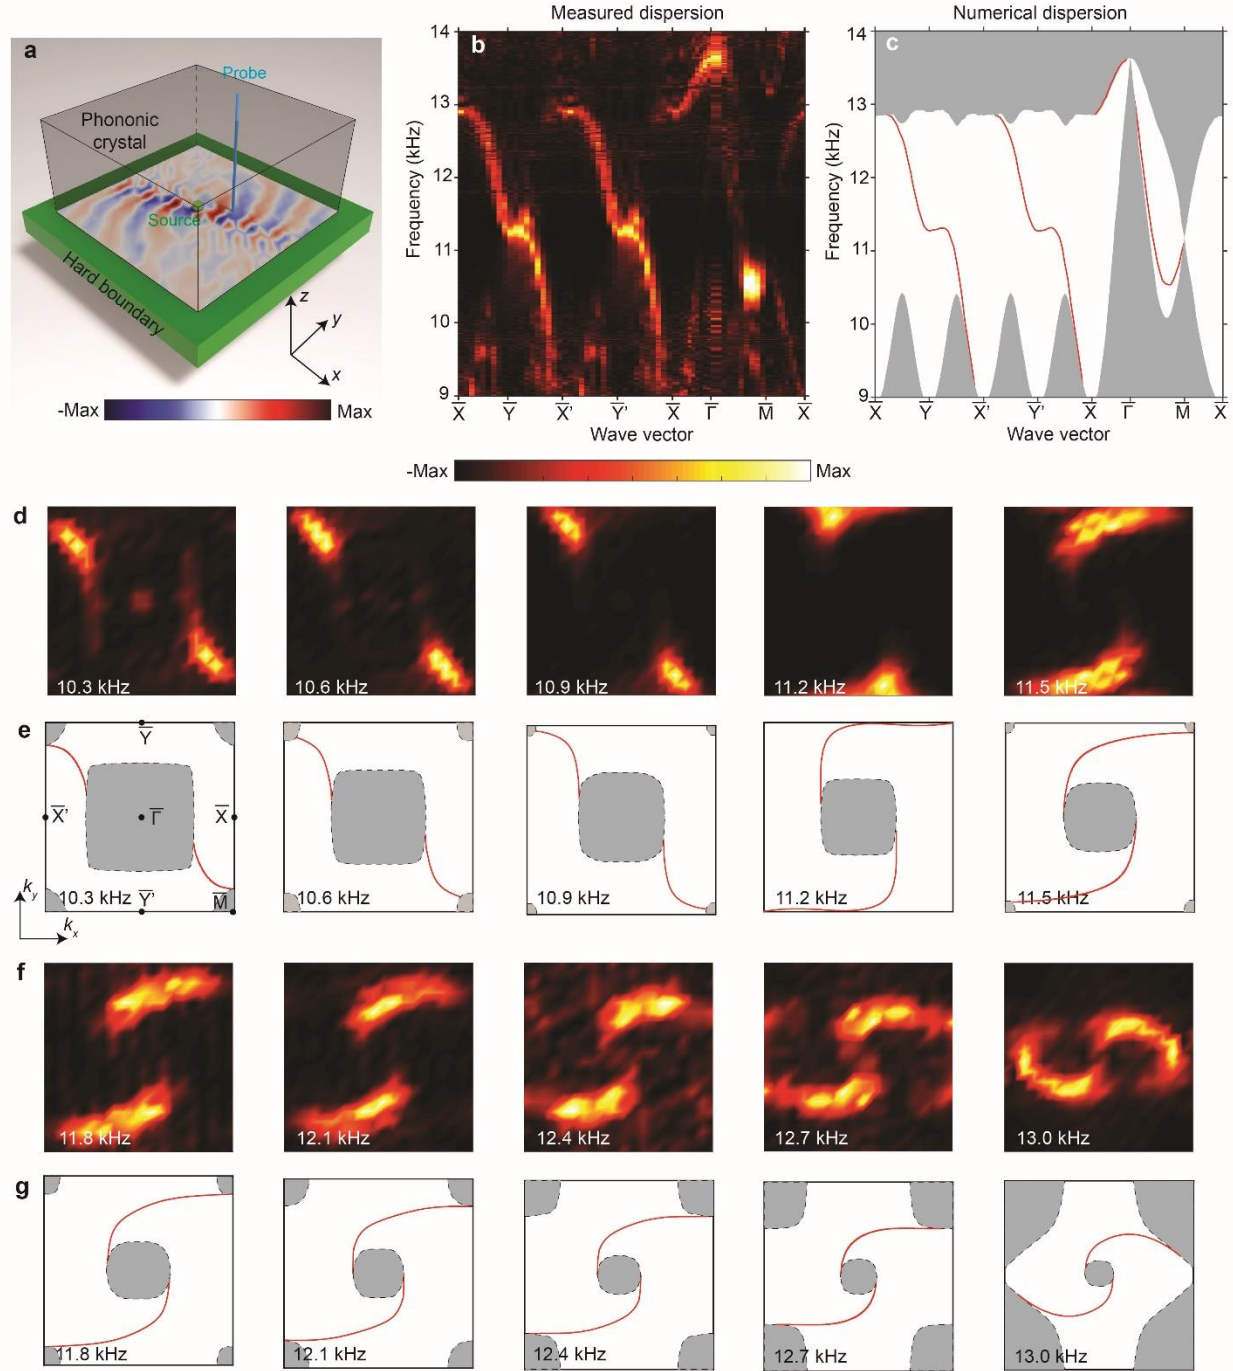 Measured dispersion
Numerical dispersion
a
Probe
Phononic
crystal
Source
Hard boundary
z
y
x
-Max
Max
b
Frequency (kHz)
14
13
12
11
10
9
X̅ Y̅ X̅' Y̅' X̅ Γ̅ M̅ X̅
Wave vector
c
Frequency (kHz)
14
13
12
11
10
9
X̅ Y̅ X̅' Y̅' X̅ Γ̅ M̅ X̅
Wave vector
-Max
Max
d
10.3 kHz
10.6 kHz
10.9 kHz
11.2 kHz
11.5 kHz
e
Y̅
X̅'
Γ̅
X̅
Y̅'
M̅
ky
kx
10.3 kHz
10.6 kHz
10.9 kHz
11.2 kHz
11.5 kHz
f
11.8 kHz
12.1 kHz
12.4 kHz
12.7 kHz
13.0 kHz
g
11.8 kHz
12.1 kHz
12.4 kHz
12.7 kHz
13.0 kHz